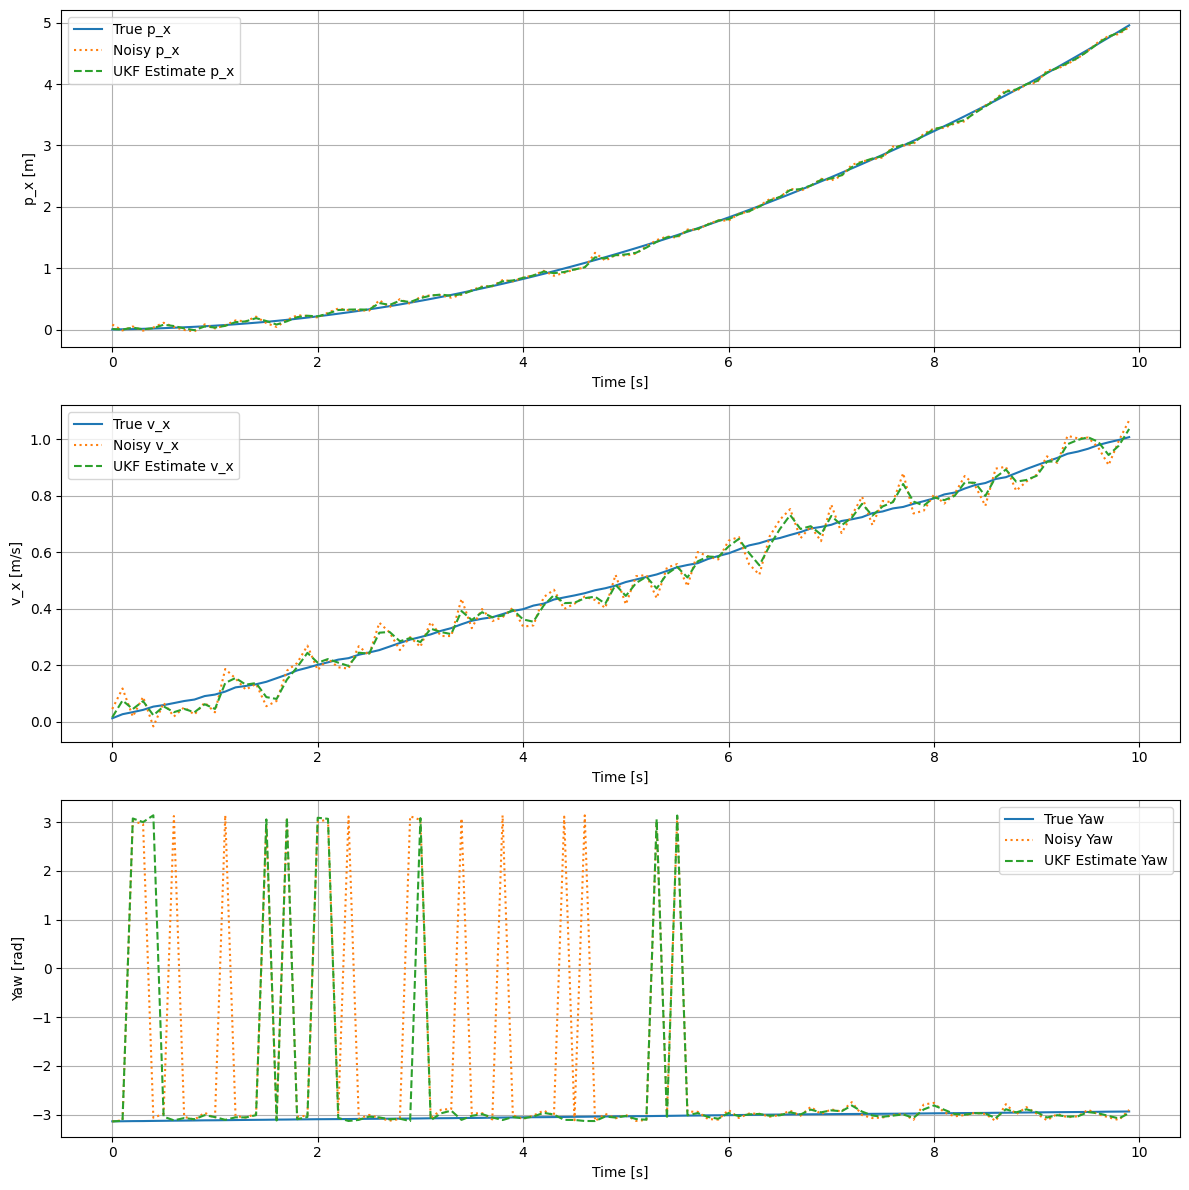 5
4
3
2
1
0
p_x [m]
True p_x
Noisy p_x
UKF Estimate p_x
0 2 4 6 8 10
Time [s]
1.0
0.8
0.6
0.4
0.2
0.0
v_x [m/s]
True v_x
Noisy v_x
UKF Estimate v_x
0 2 4 6 8 10
Time [s]
3
2
1
0
−1
−2
−3
Yaw [rad]
True Yaw
Noisy Yaw
UKF Estimate Yaw
0 2 4 6 8 10
Time [s]